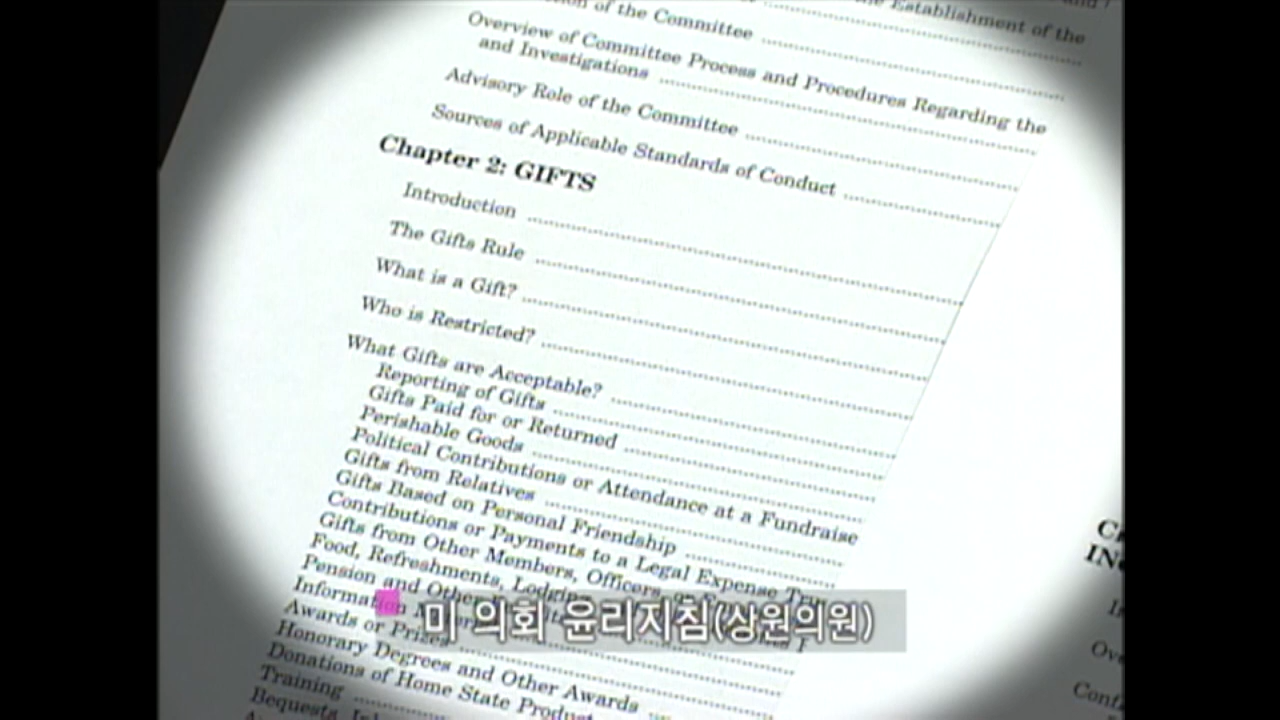 Establishment of the
of the Committee
Overview of Committee Process and Procedures Regarding the
and Investigations
Advisory Role of the Committee
Sources of Applicable Standards of Conduct
Chapter 2: GIFTS
Introduction
The Gifts Rule
What is a Gift?
Who is Restricted?
What Gifts are Acceptable?
Reporting of Gifts
Gifts Paid for or Returned
Perishable Goods
Political Contributions or Attendance at a Fundraise
Gifts from Relatives
Gifts Based on Personal Friendship
Contributions or Payments to a Legal Expense
Gifts from Other Members, Officers,
Food, Refreshments,
Pension and Other
Awards or Prizes
Honorary Degrees and Other Awards
Donations of Home State
Training
Bequests
미 의회 윤리지침(상원의원)